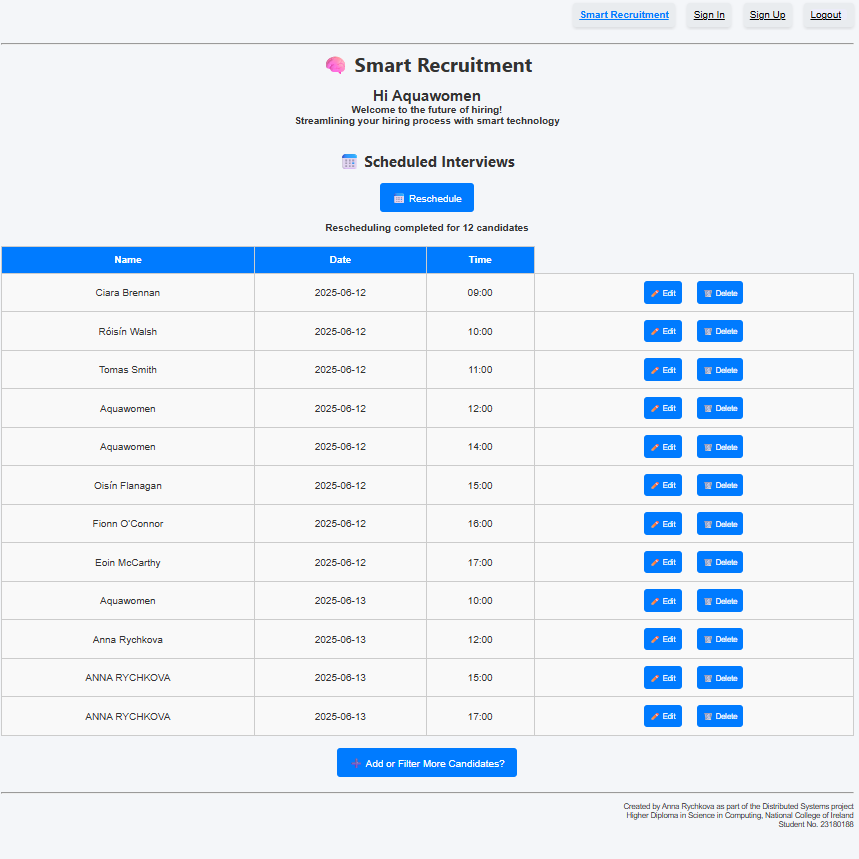 Smart Recruitment Sign In Sign Up Logout
Smart Recruitment
Hi Aquawomen
Welcome to the future of hiring!
Streamlining your hiring process with smart technology
Scheduled Interviews
Reschedule
Rescheduling completed for 12 candidates
Name Date Time
Ciara Brennan 2025-06-12 09:00 Edit Delete
Róisín Walsh 2025-06-12 10:00 Edit Delete
Tomas Smith 2025-06-12 11:00 Edit Delete
Aquawomen 2025-06-12 12:00 Edit Delete
Aquawomen 2025-06-12 14:00 Edit Delete
Oisín Flanagan 2025-06-12 15:00 Edit Delete
Fionn O'Connor 2025-06-12 16:00 Edit Delete
Eoin McCarthy 2025-06-12 17:00 Edit Delete
Aquawomen 2025-06-13 10:00 Edit Delete
Anna Rychkova 2025-06-13 12:00 Edit Delete
ANNA RYCHKOVA 2025-06-13 15:00 Edit Delete
ANNA RYCHKOVA 2025-06-13 17:00 Edit Delete
Add or Filter More Candidates?
Created by Anna Rychkova as part of the Distributed Systems project
Higher Diploma in Science in Computing, National College of Ireland
Student No. 23180188